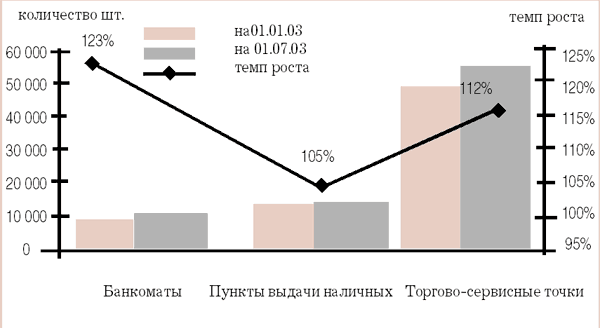 количество шт.
темп роста
на01.01.03
на 01.07.03
темп роста
60 000
50 000
40 000
30 000
20 000
10 000
0
123%
105%
112%
125%
120%
115%
110%
105%
100%
95%
Банкоматы
Пункты выдачи наличных
Торгово-сервисные точки